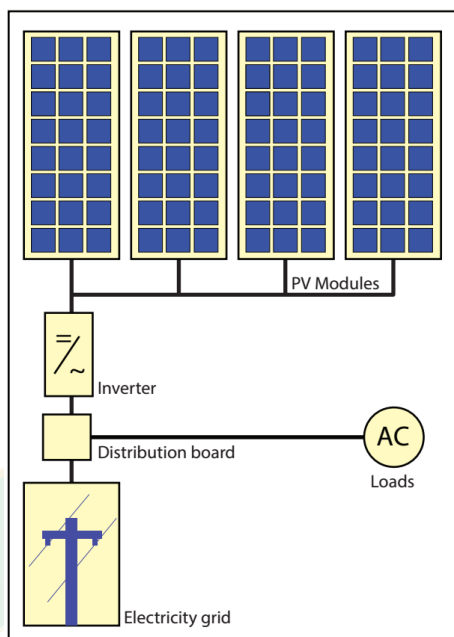 PV Modules
=
~
Inverter
Distribution board
AC
Loads
Electricity grid